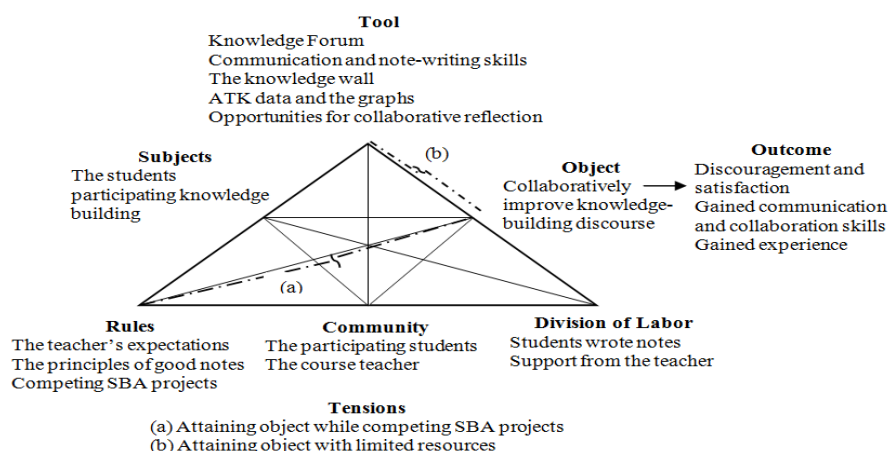 Tool
Knowledge Forum
Communication and note-writing skills
The knowledge wall
ATK data and the graphs
Opportunities for collaborative reflection
(b)
Subjects
The students
participating knowledge
building
Object
Collaboratively
improve knowledge-
building discourse
Outcome
Discouragement and
satisfaction
Gained communication
and collaboration skills
Gained experience
(a)
Rules
The teacher's expectations
The principles of good notes
Competing SBA projects
Community
The participating students
The course teacher
Division of Labor
Students wrote notes
Support from the teacher
Tensions
(a) Attaining object while competing SBA projects
(b) Attaining object with limited resources